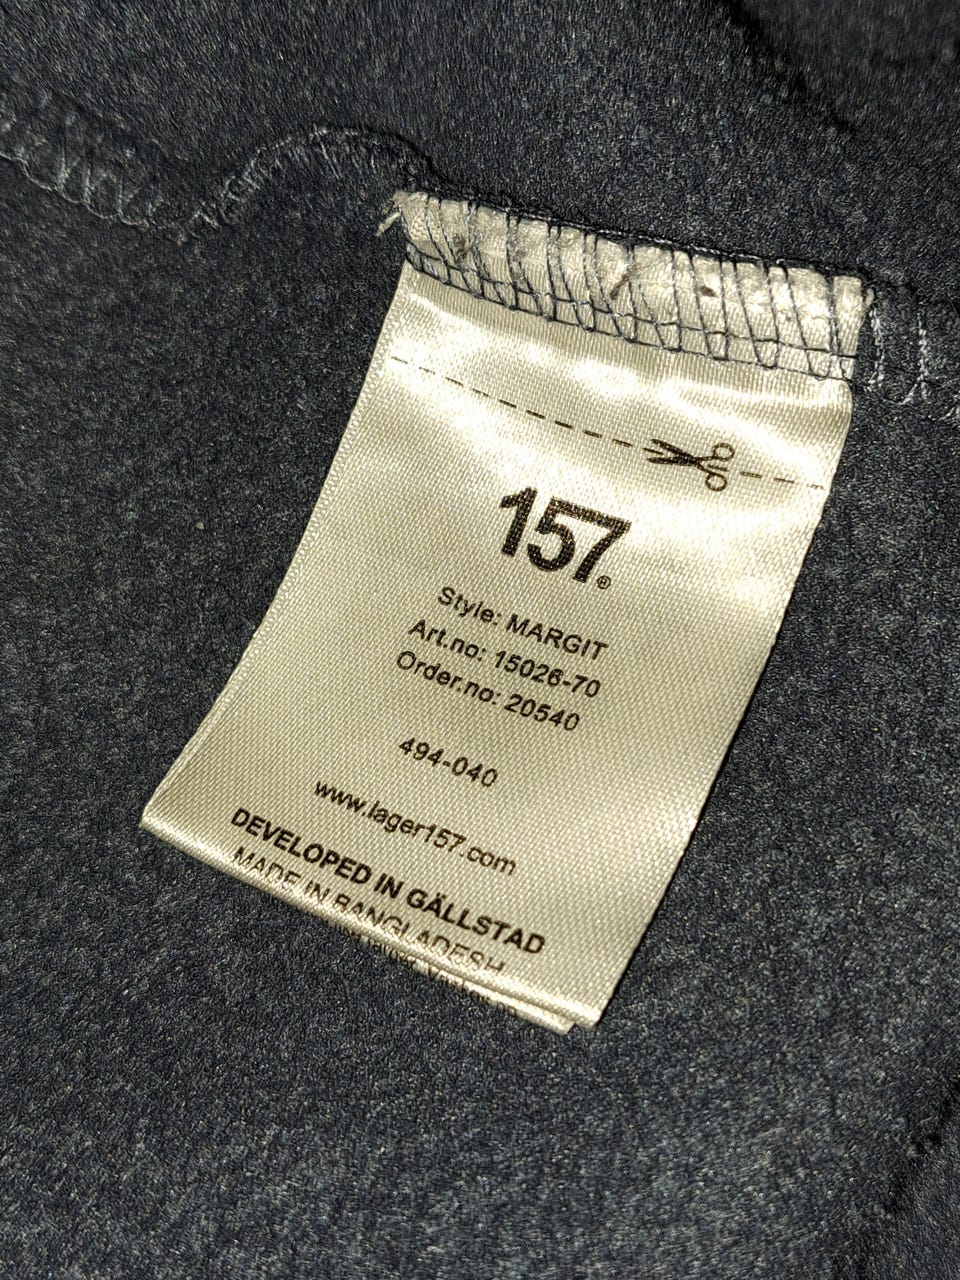 157®
Style: MARGIT
Art.no: 15026-70
Order.no: 20540
494-040
www.lager157.com
DEVELOPED IN GÄLLSTAD
MADE IN BANGLADESH